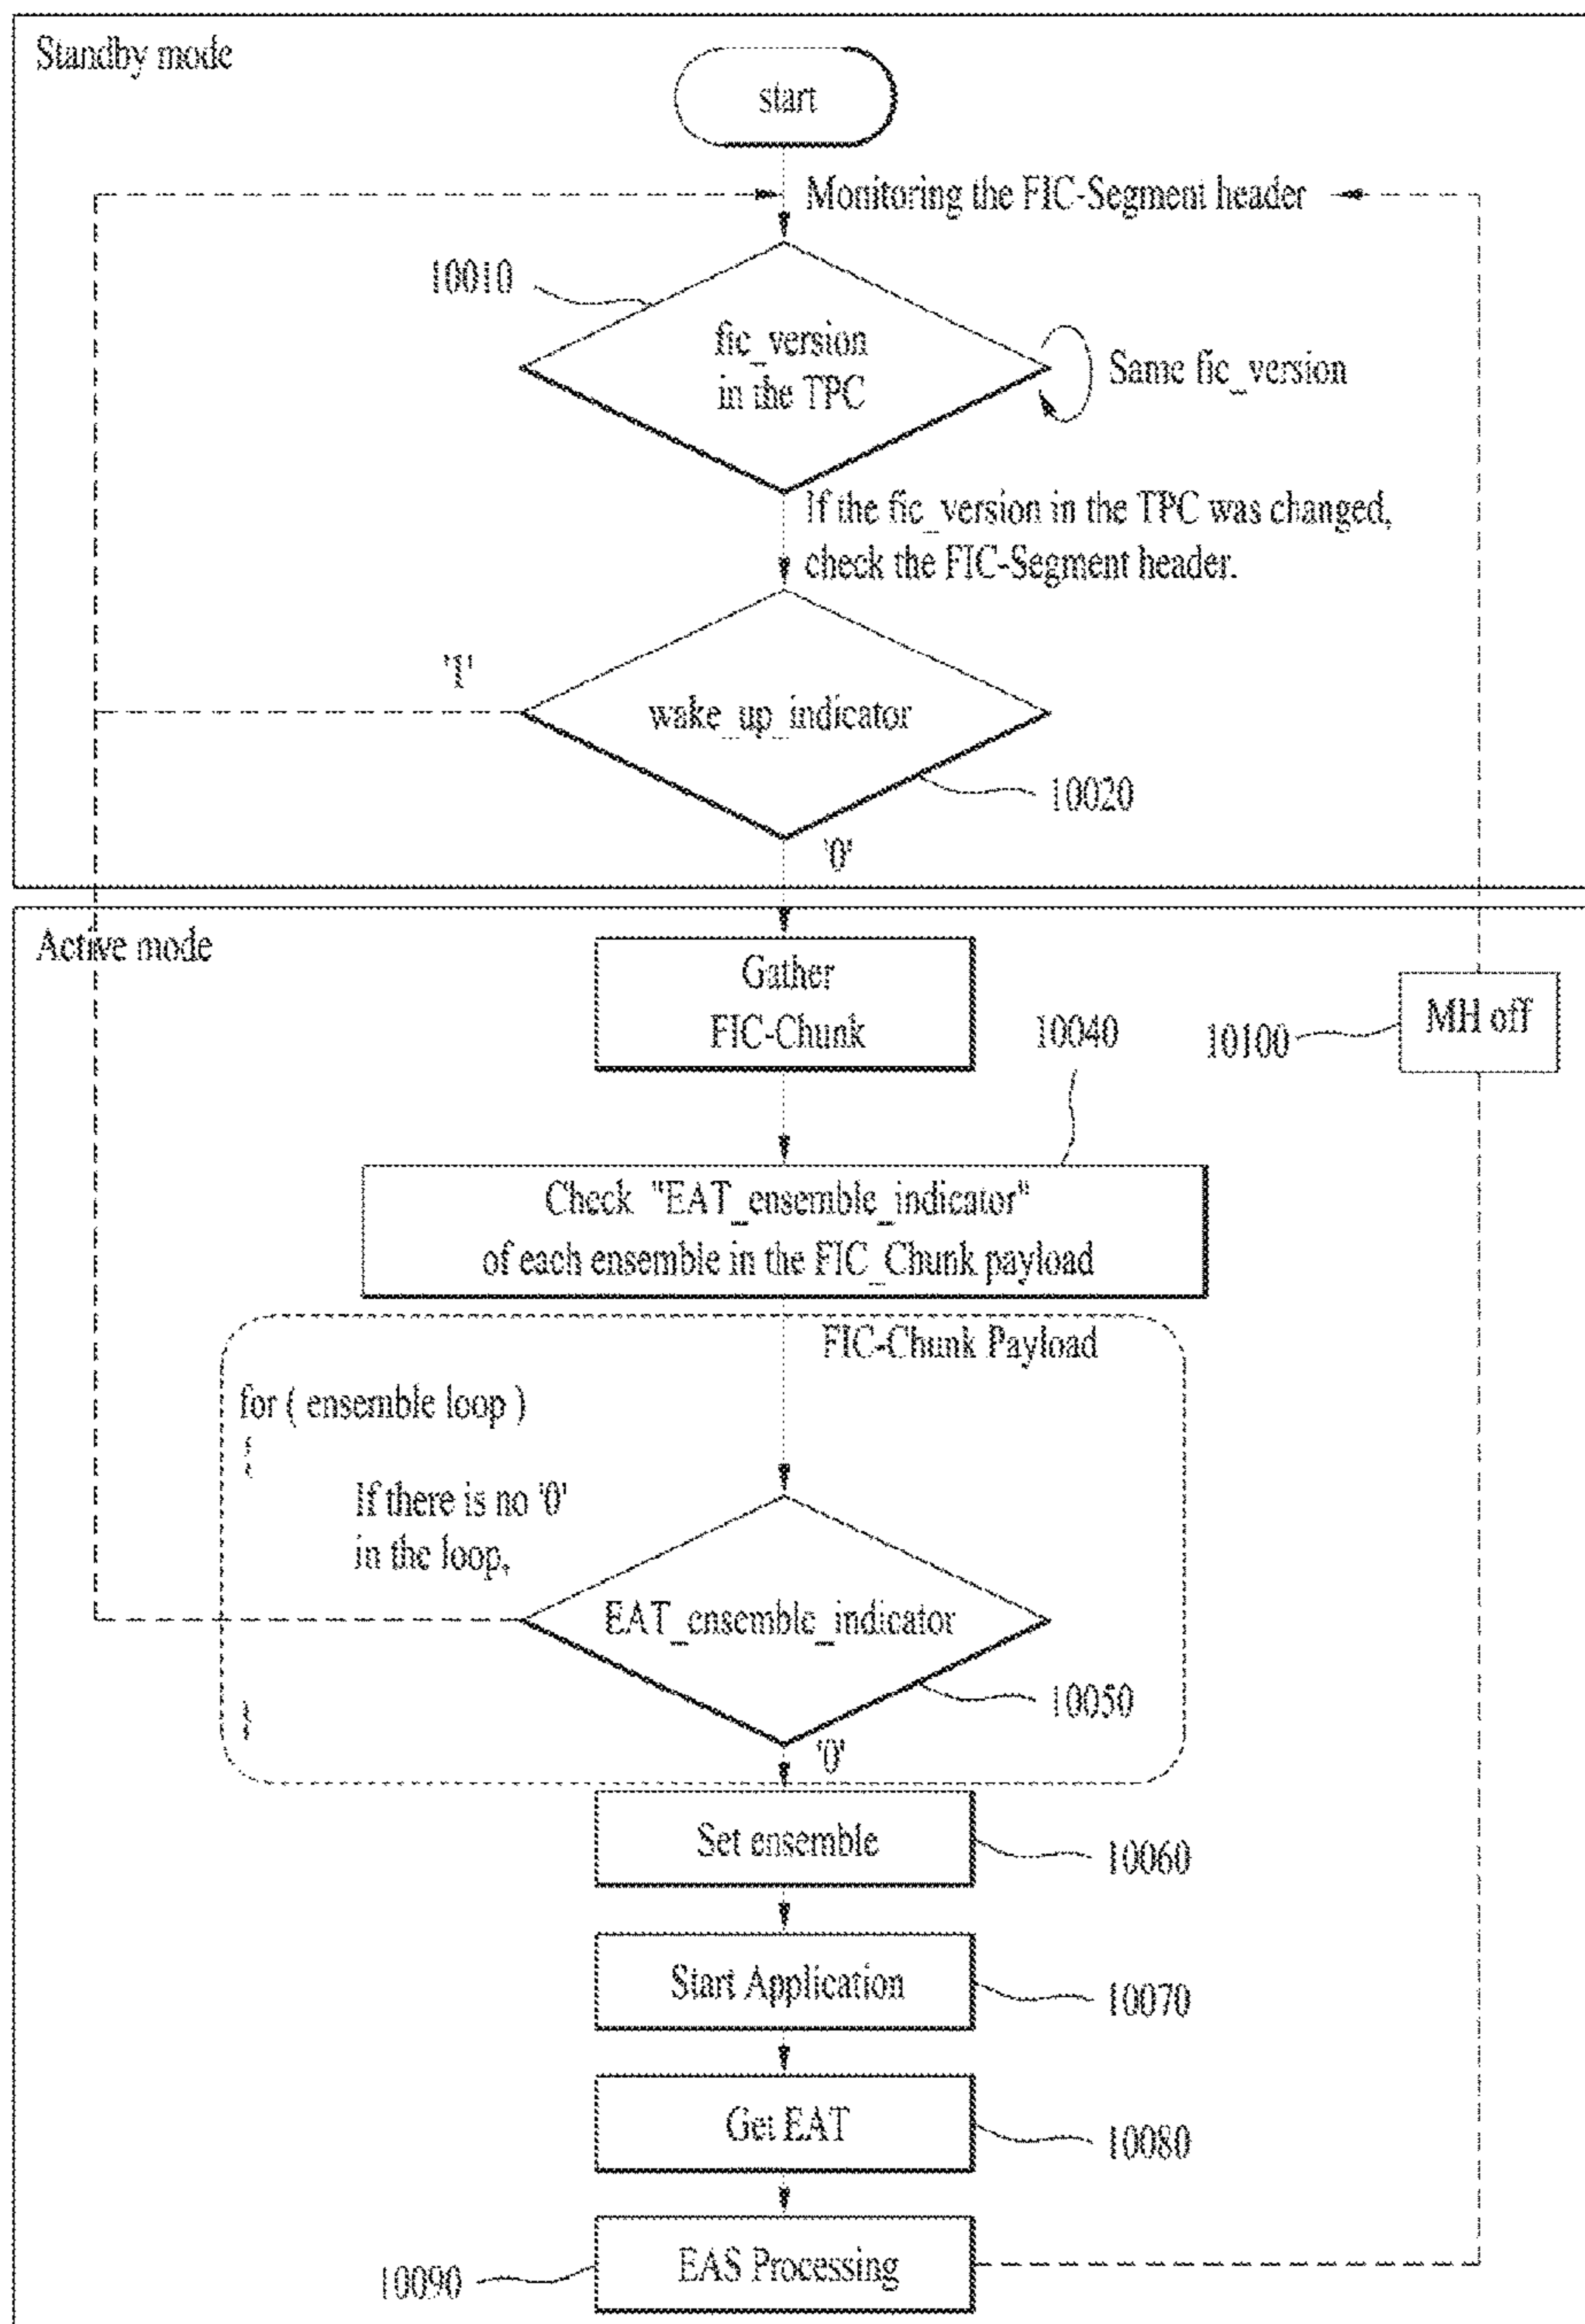 Standby mode
start
Monitoring the FIC-Segment header
10010
fic_version
in the TPC
Same fic_version
If the fic_version in the TPC was changed,
check the FIC-Segment header.
'1'
wake_up_indicator
10020
'0'
Active mode
Gather
FIC-Chunk
10040
10100
MH off
Check "EAT_ensemble_indicator"
of each ensemble in the FIC_Chunk payload
FIC-Chunk Payload
for ( ensemble loop )
{
If there is no '0'
in the loop,
EAT_ensemble_indicator
10050
}
'0'
Set ensemble
10060
Start Application
10070
Get EAT
10080
EAS Processing
10090